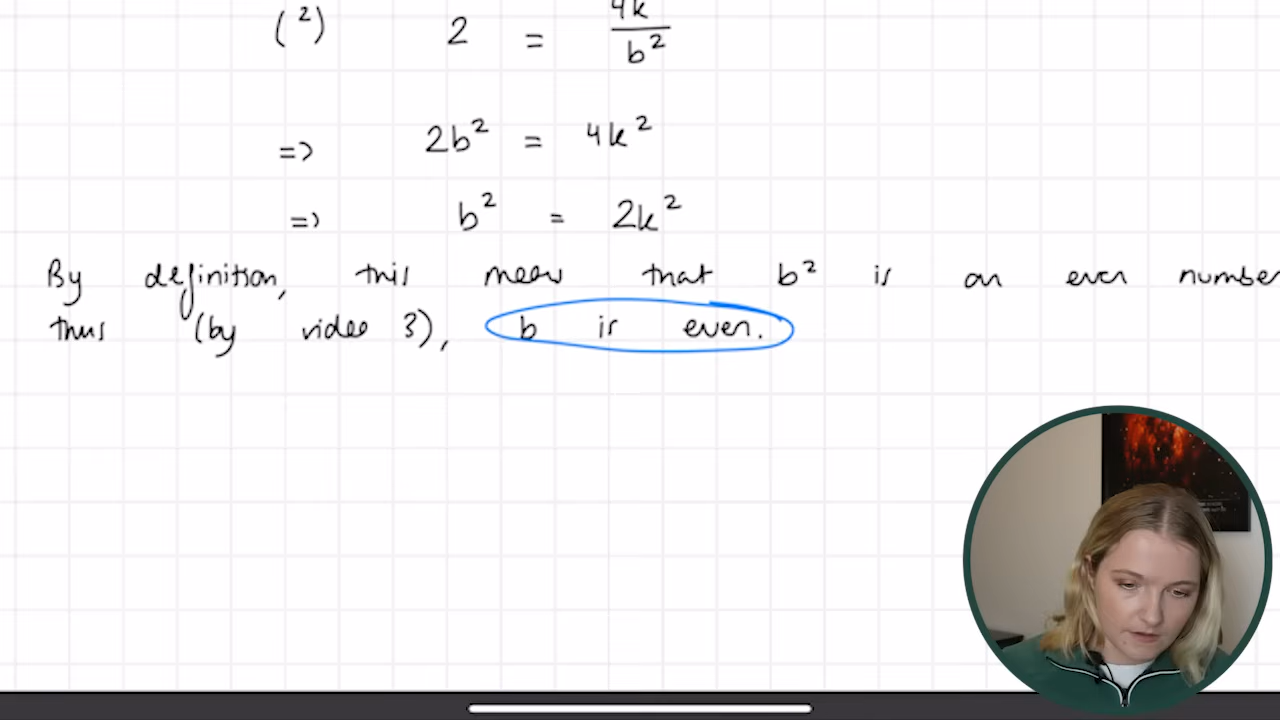 (²) 2 = 4k / b²
=> 2b² = 4k²
=> b² = 2k²
By definition, this means that b² is an even number
thus (by video 3), b is even.